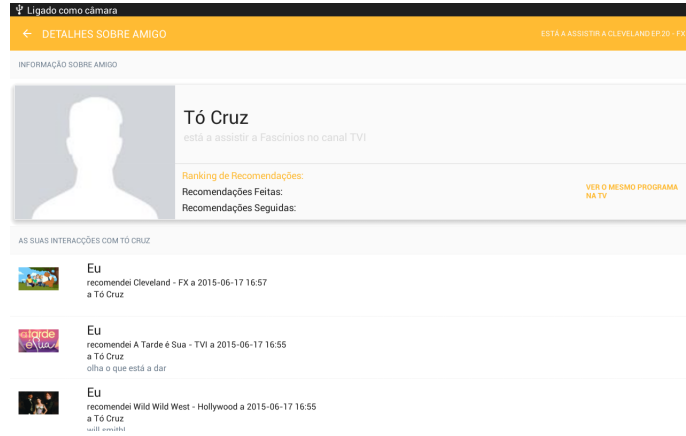 Ligado como câmara
DETALHES SOBRE AMIGO
ESTÁ A ASSISTIR A CLEVELAND EP. 20 - FX
INFORMAÇÃO SOBRE AMIGO
Tó Cruz
está a assistir a Fascínios no canal TVI
Ranking de Recomendações:
Recomendações Feitas:
Recomendações Seguidas:
VER O MESMO PROGRAMA
NA TV
AS SUAS INTERACÇÕES COM TÓ CRUZ
Eu
recomendei Cleveland - FX a 2015-06-17 16:57
a Tó Cruz
a tarde
é Sua
Eu
recomendei A Tarde é Sua - TVI a 2015-06-17 16:55
a Tó Cruz
olha o que está a dar
Eu
recomendei Wild Wild West - Hollywood a 2015-06-17 16:55
a Tó Cruz
will smith!